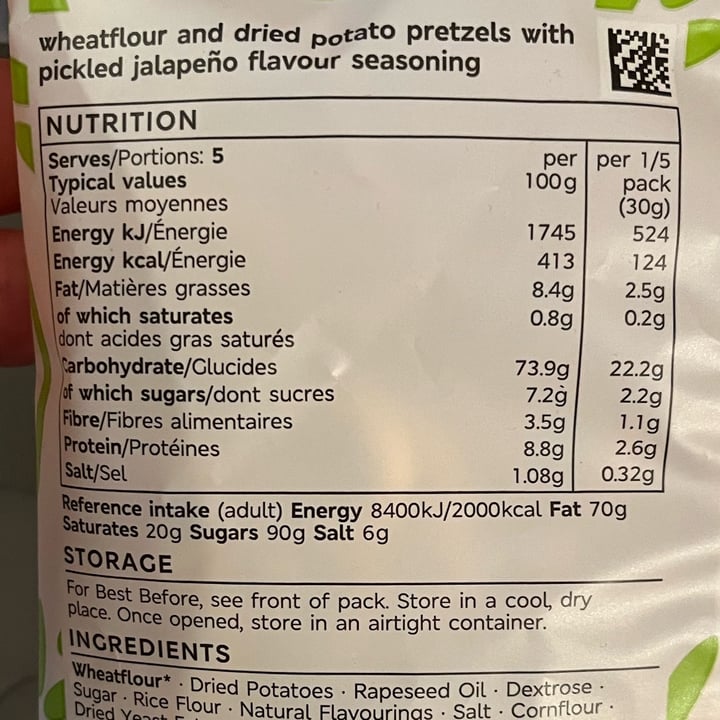 wheatflour and dried potato pretzels with
pickled jalapeño flavour seasoning
NUTRITION
Serves/Portions: 5
Typical values per 100g per 1/5 pack
Valeurs moyennes (30g)
Energy kJ/Énergie 1745 524
Energy kcal/Énergie 413 124
Fat/Matières grasses 8.4g 2.5g
of which saturates 0.8g 0.2g
dont acides gras saturés
Carbohydrate/Glucides 73.9g 22.2g
of which sugars/dont sucres 7.2g 2.2g
Fibre/Fibres alimentaires 3.5g 1.1g
Protein/Protéines 8.8g 2.6g
Salt/Sel 1.08g 0.32g
Reference intake (adult) Energy 8400kJ/2000kcal Fat 70g
Saturates 20g Sugars 90g Salt 6g
STORAGE
For Best Before, see front of pack. Store in a cool, dry
place. Once opened, store in an airtight container.
INGREDIENTS
Wheatflour* · Dried Potatoes · Rapeseed Oil · Dextrose ·
Sugar · Rice Flour · Natural Flavourings · Salt · Cornflour ·
Dried Yeast